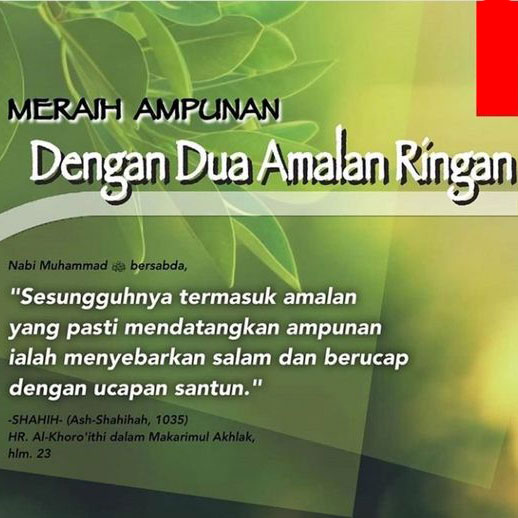 MERAIH AMPUNAN
Dengan Dua Amalan Ringan
Nabi Muhammad ﷺ bersabda,
"Sesungguhnya termasuk amalan
yang pasti mendatangkan ampunan
ialah menyebarkan salam dan berucap
dengan ucapan santun."
-SHAHIH- (Ash-Shahihah, 1035)
HR. Al-Khoro'ithi dalam Makarimul Akhlak,
hlm. 23